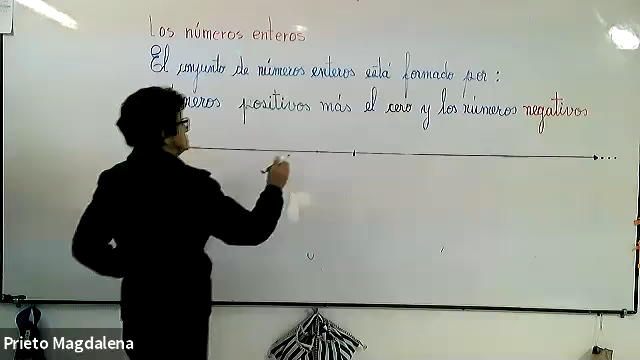 Los números enteros
El conjunto de números enteros está formado por :
positivos más el cero y los números negativos
Prieto Magdalena